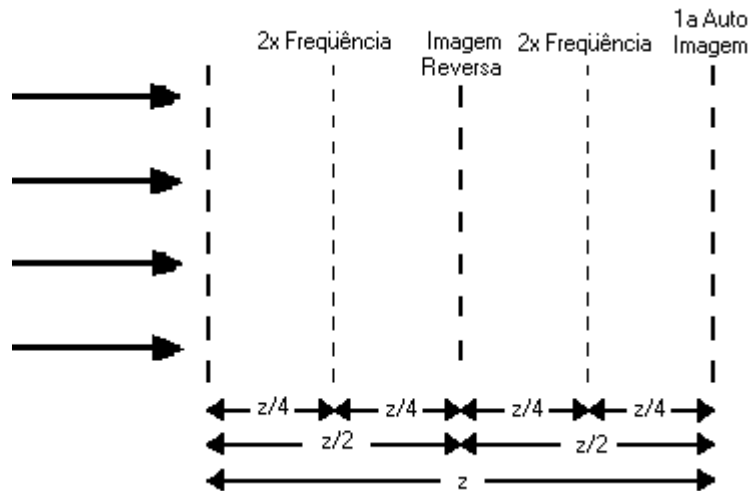 2x Freqüência
Imagem
Reversa
2x Freqüência
1a Auto
Imagem
z/4
z/4
z/4
z/4
z/2
z/2
z